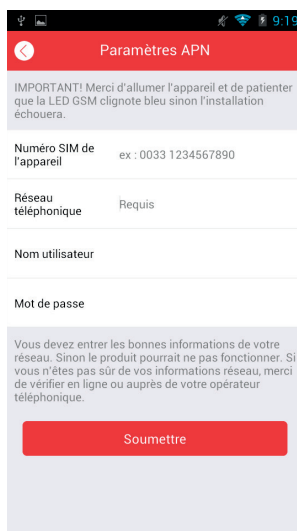 9:19
Paramètres APN
IMPORTANT! Merci d'allumer l'appareil et de patienter
que la LED GSM clignote bleu sinon l'installation
échouera.
Numéro SIM de
l'appareil
ex : 0033 1234567890
Réseau
téléphonique
Requis
Nom utilisateur
Mot de passe
Vous devez entrer les bonnes informations de votre
réseau. Sinon le produit pourrait ne pas fonctionner. Si
vous n'êtes pas sûr de vos informations réseau, merci
de vérifier en ligne ou auprès de votre opérateur
téléphonique.
Soumettre